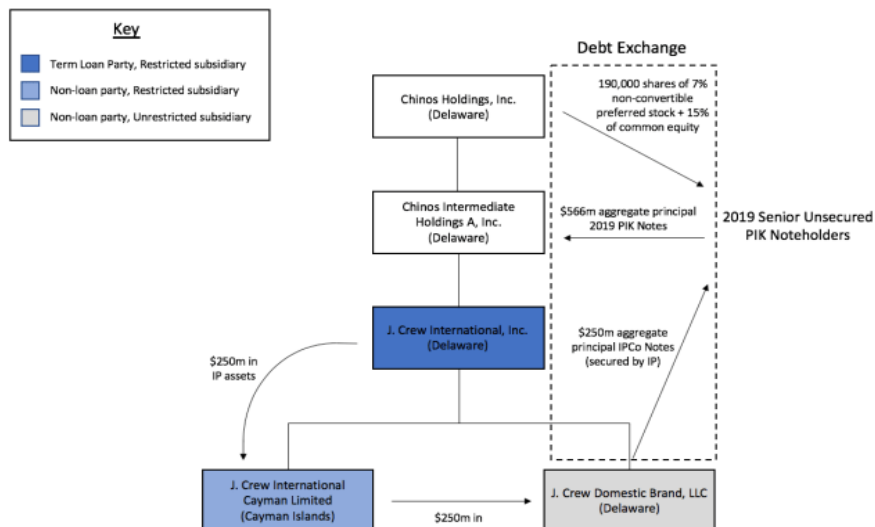 Key
Term Loan Party, Restricted subsidiary
Non-loan party, Restricted subsidiary
Non-loan party, Unrestricted subsidiary
Debt Exchange
Chinos Holdings, Inc.
(Delaware)
190,000 shares of 7%
non-convertible
preferred stock + 15%
of common equity
Chinos Intermediate
Holdings A, Inc.
(Delaware)
$566m aggregate principal
2019 PIK Notes
2019 Senior Unsecured
PIK Noteholders
J. Crew International, Inc.
(Delaware)
$250m in
IP assets
$250m aggregate
principal IPCo Notes
(secured by IP)
J. Crew International
Cayman Limited
(Cayman Islands)
$250m in
J. Crew Domestic Brand, LLC
(Delaware)